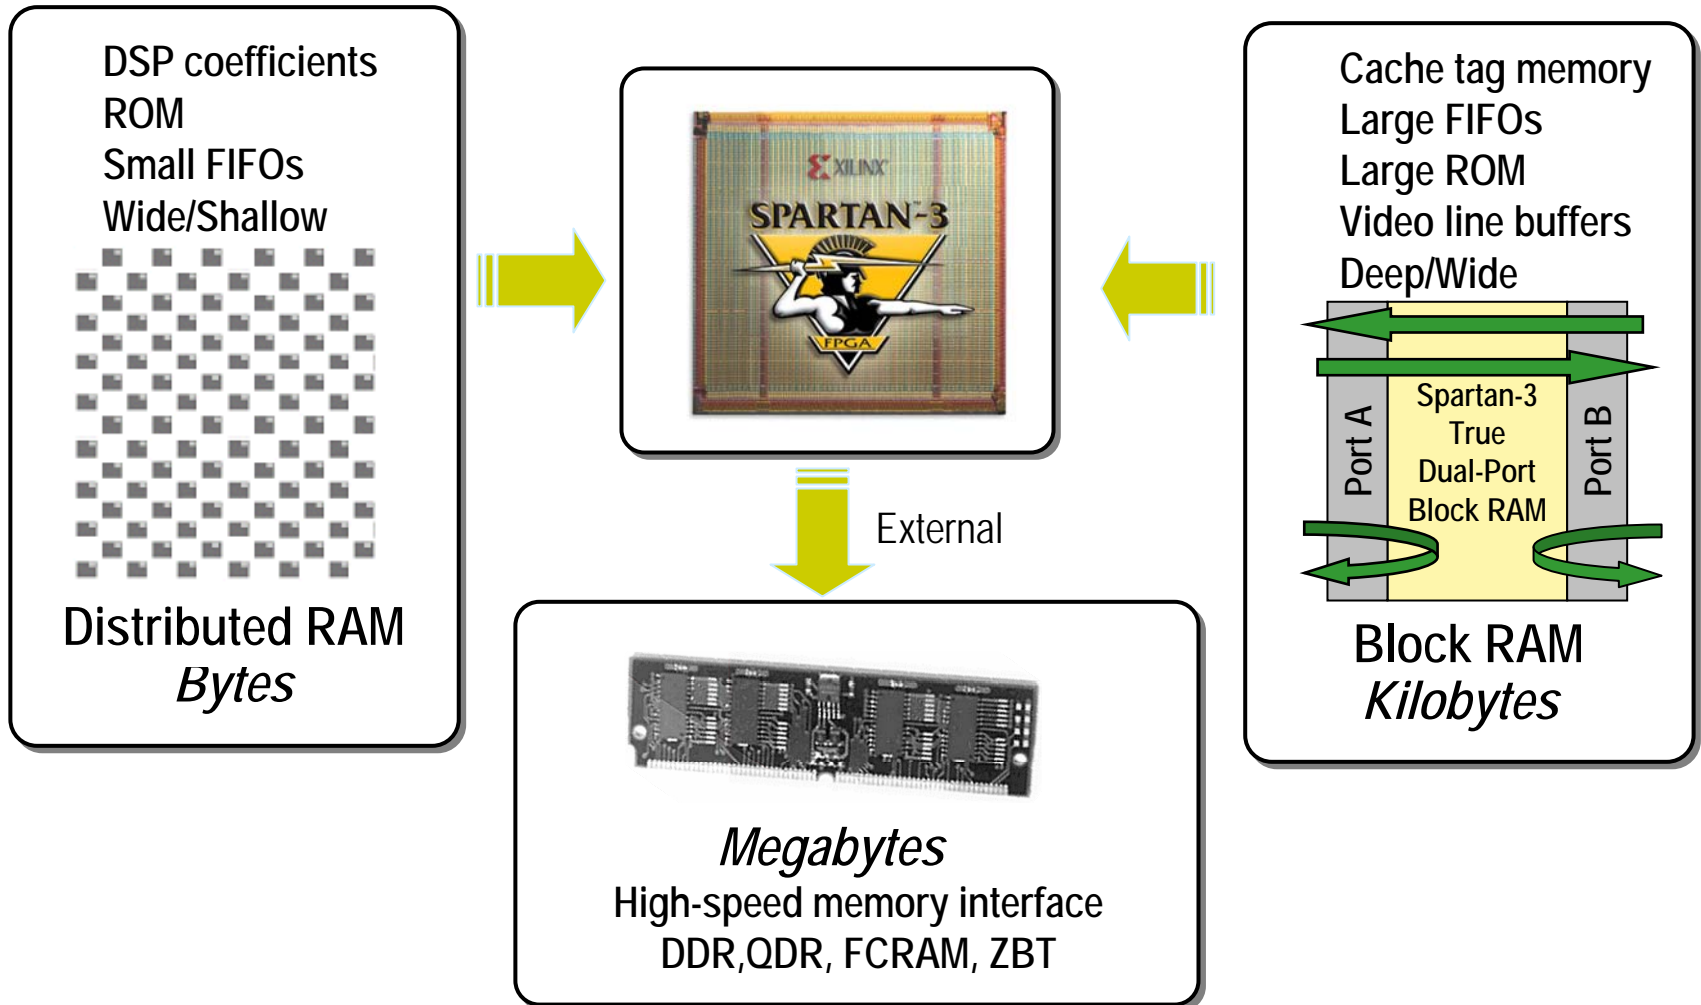 DSP coefficients
ROM
Small FIFOs
Wide/Shallow
Distributed RAM
Bytes
XILINX
SPARTAN™-3
FPGA
External
Megabytes
High-speed memory interface
DDR,QDR, FCRAM, ZBT
Cache tag memory
Large FIFOs
Large ROM
Video line buffers
Deep/Wide
Port A
Spartan-3
True
Dual-Port
Block RAM
Port B
Block RAM
Kilobytes